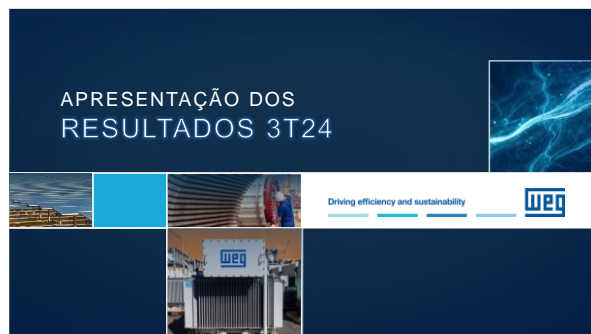 APRESENTAÇÃO DOS
RESULTADOS 3T24
Driving efficiency and sustainability
weg
weg